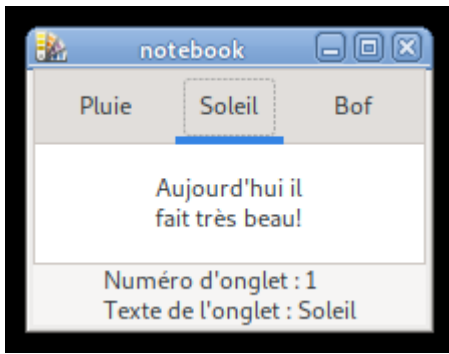 notebook
Pluie Soleil Bof
Aujourd'hui il
fait très beau!
Numéro d'onglet : 1
Texte de l'onglet : Soleil